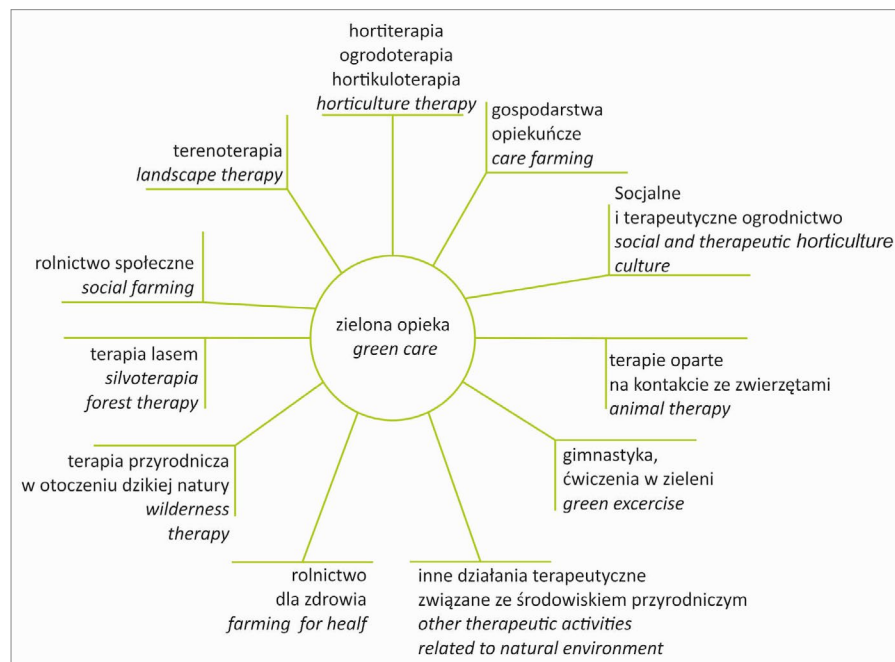 hortiterapia
ogrodoterapia
hortikuloterapia
horticulture therapy
gospodarstwa
opiekuńcze
care farming
terenoterapia
landscape therapy
Socjalne
i terapeutyczne ogrodnictwo
social and therapeutic horticulture
culture
rolnictwo społeczne
social farming
zielona opieka
green care
terapia lasem
silvoterapia
forest therapy
terapie oparte
na kontakcie ze zwierzętami
animal therapy
terapia przyrodnicza
w otoczeniu dzikiej natury
wilderness
therapy
gimnastyka,
ćwiczenia w zieleni
green excercise
rolnictwo
dla zdrowia
farming for healf
inne działania terapeutyczne
związane ze środowiskiem przyrodniczym
other therapeutic activities
related to natural environment